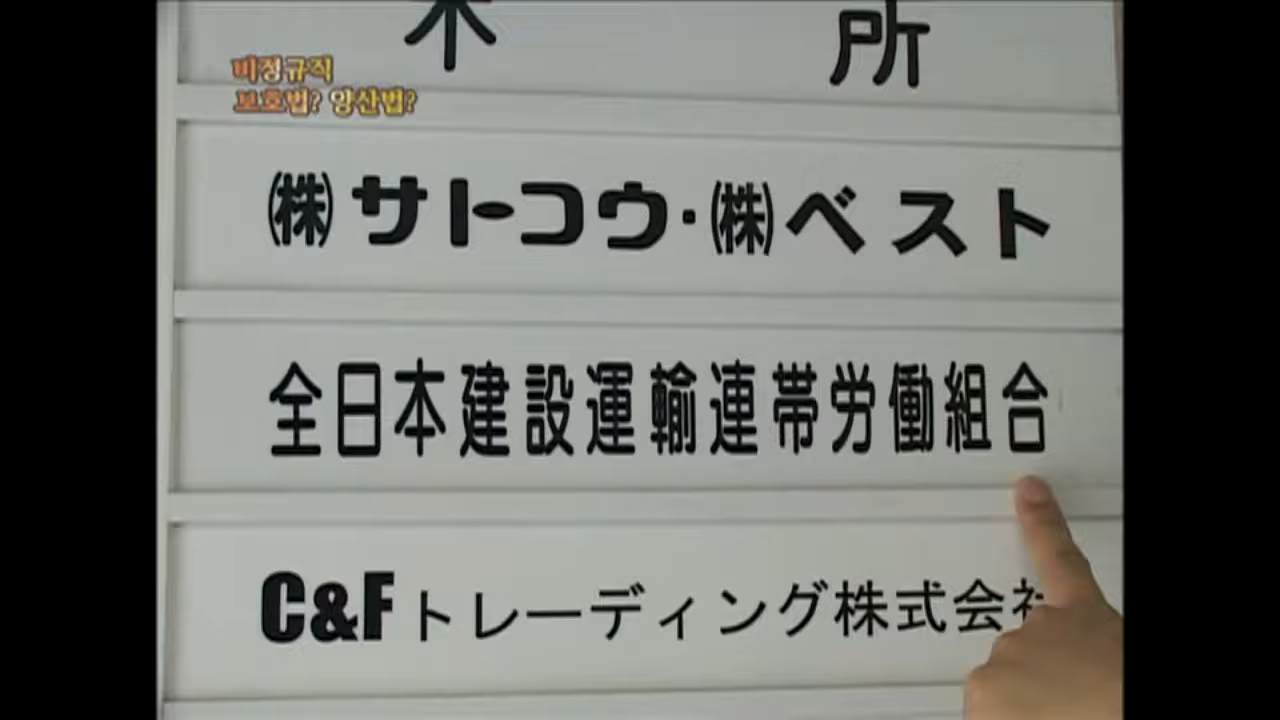 所
비정규직
보호법? 양산법?
㈱サトコウ・㈱ベスト
全日本建設運輸連帯労働組合
C&Fトレーディング株式会社